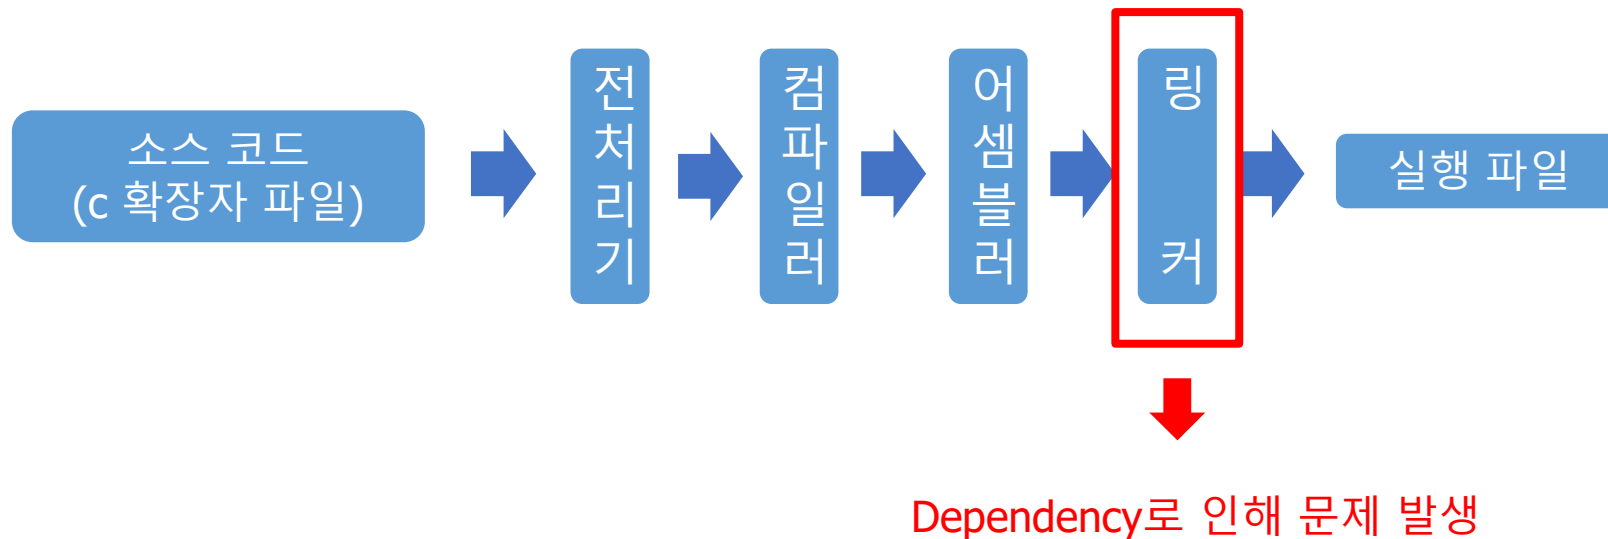 소스 코드
(c 확장자 파일)
전처리기
컴파일러
어셈블러
링커
실행 파일
Dependency로 인해 문제 발생